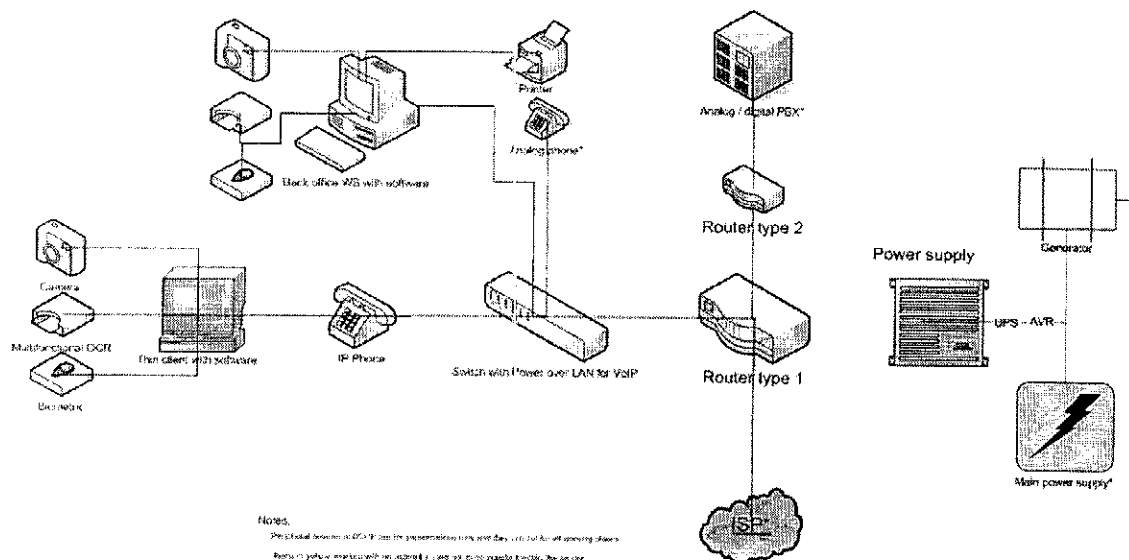 Printer
Analog / digital PBX*
Analog phone*
Back office WS with software
Router type 2
Generator
Power supply
Camera
UPS
AVR
Multifunctional OCR
Thin client with software
IP Phone
Switch with Power over LAN for VoIP
Router type 1
Biometric
Main power supply*
ISP*
Notes.